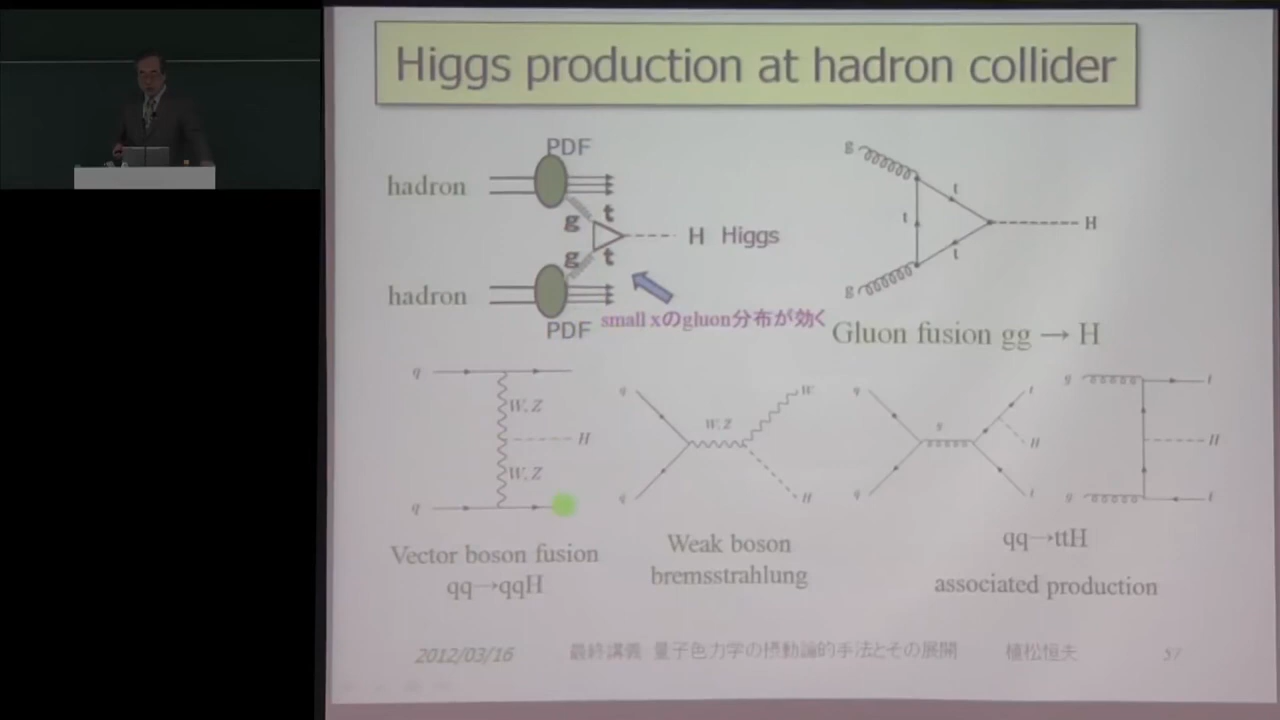 Higgs production at hadron collider
PDF
hadron
g t
H Higgs
g t
hadron
PDF
small xのgluon分布が効く
g
t
t
H
t
g
Gluon fusion gg → H
q
W, Z
H
W, Z
q
Vector boson fusion
qq→qqH
q
W, Z
W
q
H
Weak boson
bremsstrahlung
q
g
t
H
q
t
g
t
H
g
t
qq→ttH
associated production
2012/03/16 最終講義 量子色力学の摂動論的手法とその展開 植松恒夫 57